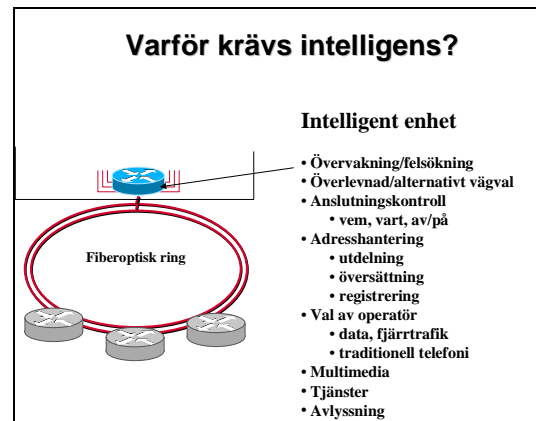 Varför krävs intelligens?
Intelligent enhet
• Övervakning/felsökning
• Överlevnad/alternativt vägval
• Anslutningskontroll
• vem, vart, av/på
• Adresshantering
• utdelning
• översättning
• registrering
• Val av operatör
• data, fjärrtrafik
• traditionell telefoni
• Multimedia
• Tjänster
• Avlyssning
Fiberoptisk ring